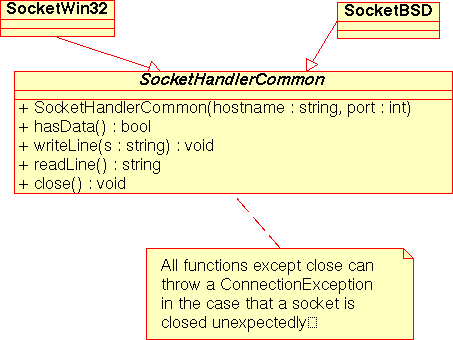 SocketWin32
SocketBSD
SocketHandlerCommon
+ SocketHandlerCommon(hostname : string, port : int)
+ hasData() : bool
+ writeLine(s : string) : void
+ readLine() : string
+ close() : void
All functions except close can
throw a ConnectionException
in the case that a socket is
closed unexpectedly